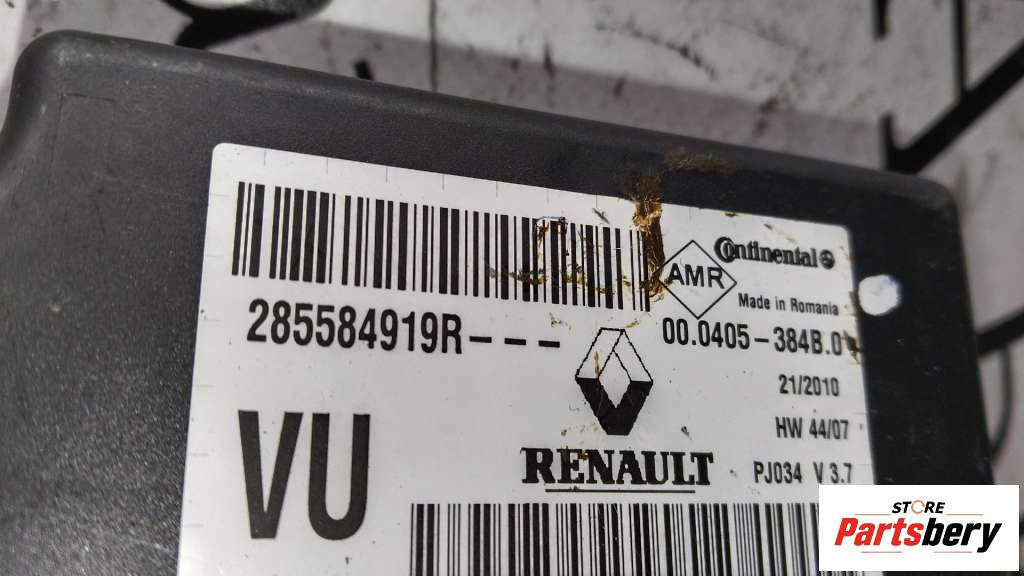 Continental
AMR
Made in Romania
285584919R---
00.0405-384B.0
21/2010
HW 44/07
VU
RENAULT
PJ034 V 3.7
STORE
Partsbery